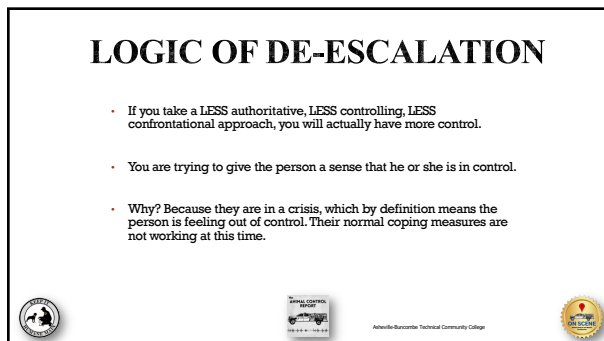 LOGIC OF DE-ESCALATION
• If you take a LESS authoritative, LESS controlling, LESS
confrontational approach, you will actually have more control.
• You are trying to give the person a sense that he or she is in control.
• Why? Because they are in a crisis, which by definition means the
person is feeling out of control. Their normal coping measures are
not working at this time.
KEEP IT
HUMANE
ANIMAL CONTROL
REPORT
Asheville-Buncombe Technical Community College
ON SCENE